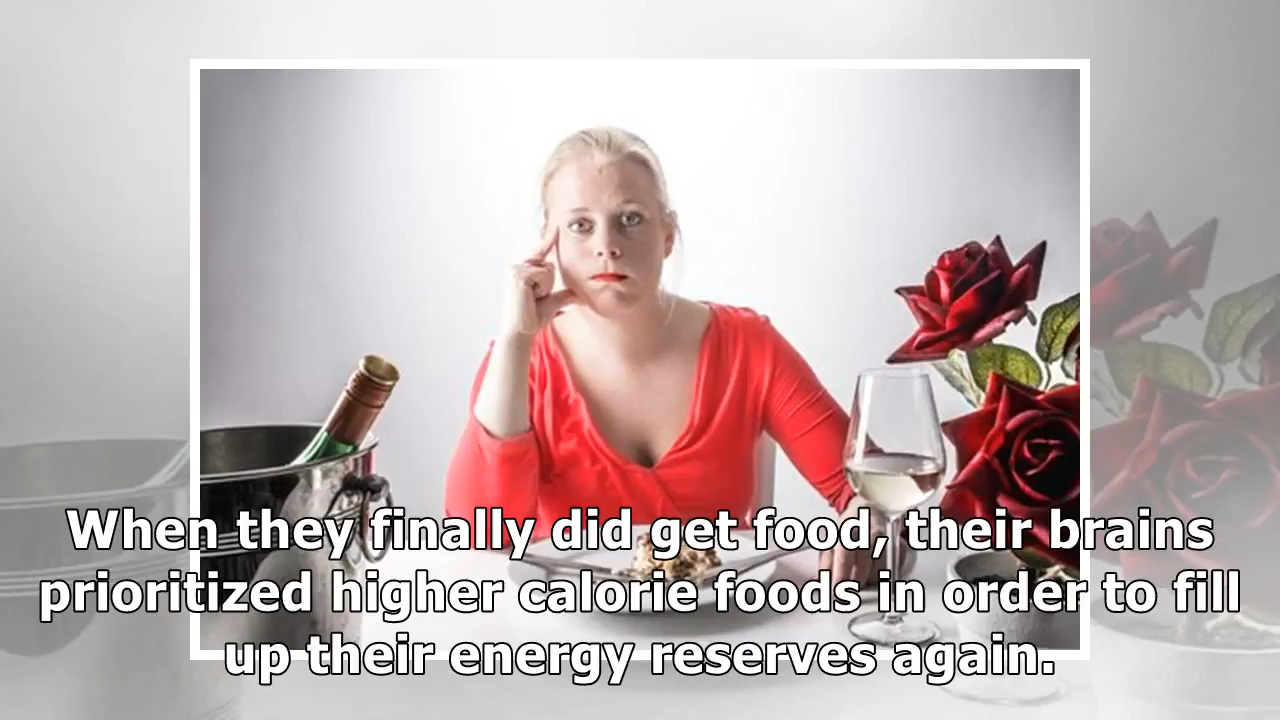 When they finally did get food, their brains
prioritized higher calorie foods in order to fill
up their energy reserves again.